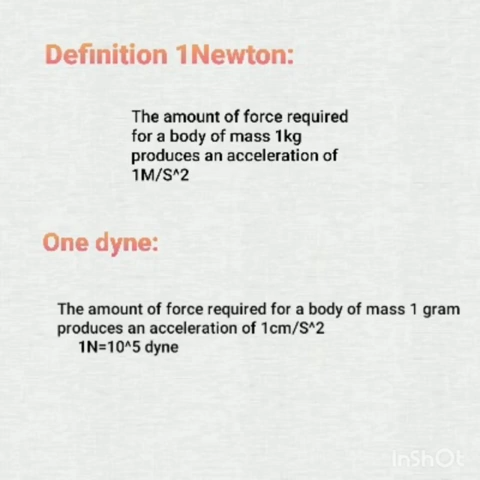 Definition 1Newton:
The amount of force required
for a body of mass 1kg
produces an acceleration of
1M/S^2
One dyne:
The amount of force required for a body of mass 1 gram
produces an acceleration of 1cm/S^2
1N=10^5 dyne
InShOt